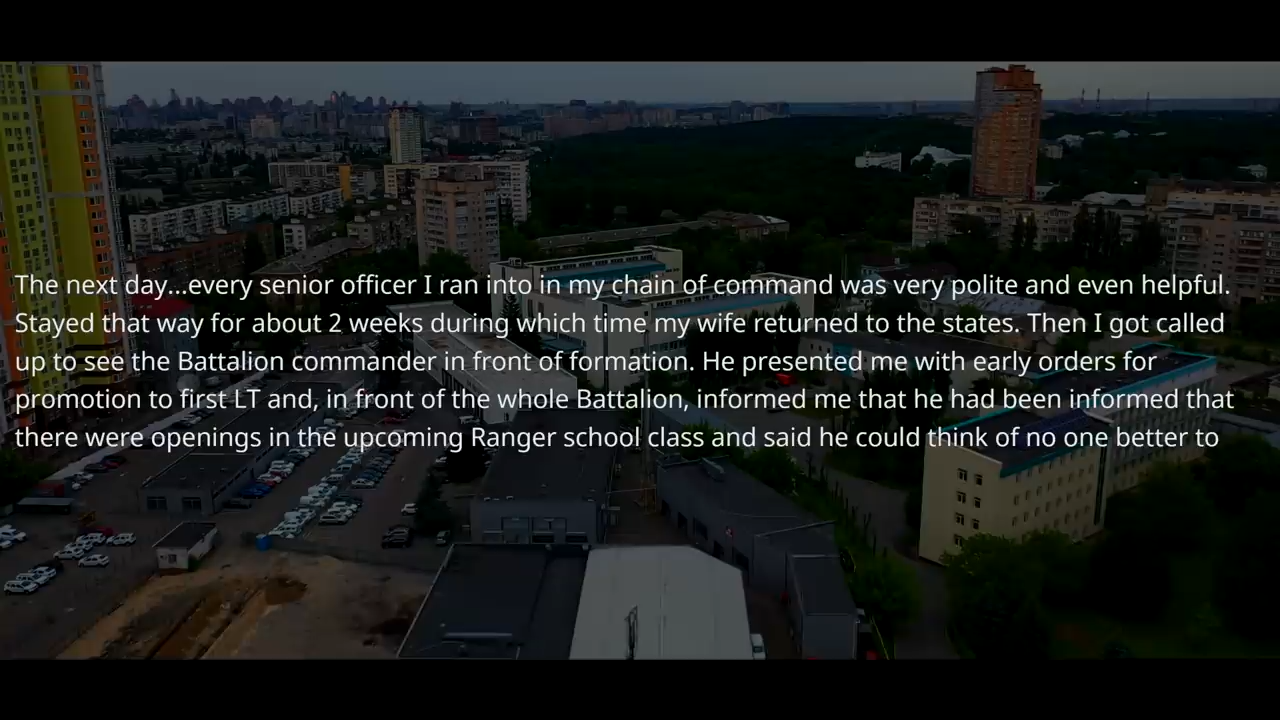 The next day...every senior officer I ran into in my chain of command was very polite and even helpful.
Stayed that way for about 2 weeks during which time my wife returned to the states. Then I got called
up to see the Battalion commander in front of formation. He presented me with early orders for
promotion to first LT and, in front of the whole Battalion, informed me that he had been informed that
there were openings in the upcoming Ranger school class and said he could think of no one better to